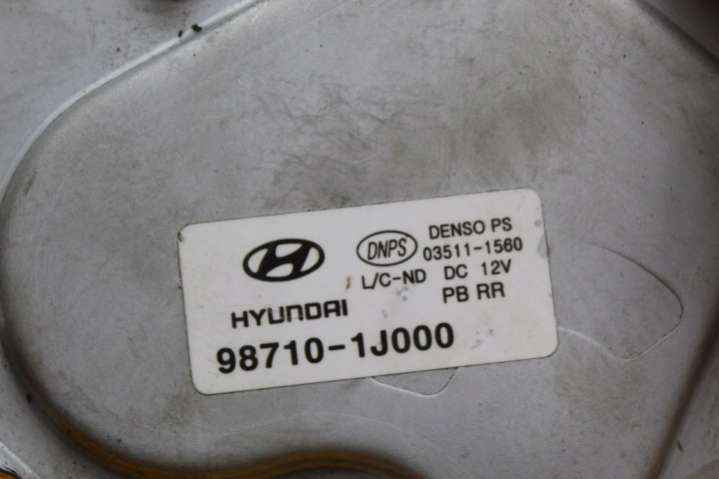 DENSO PS
DNPS 03511-1560
L/C-ND DC 12V
PB RR
HYUNDAI
98710-1J000